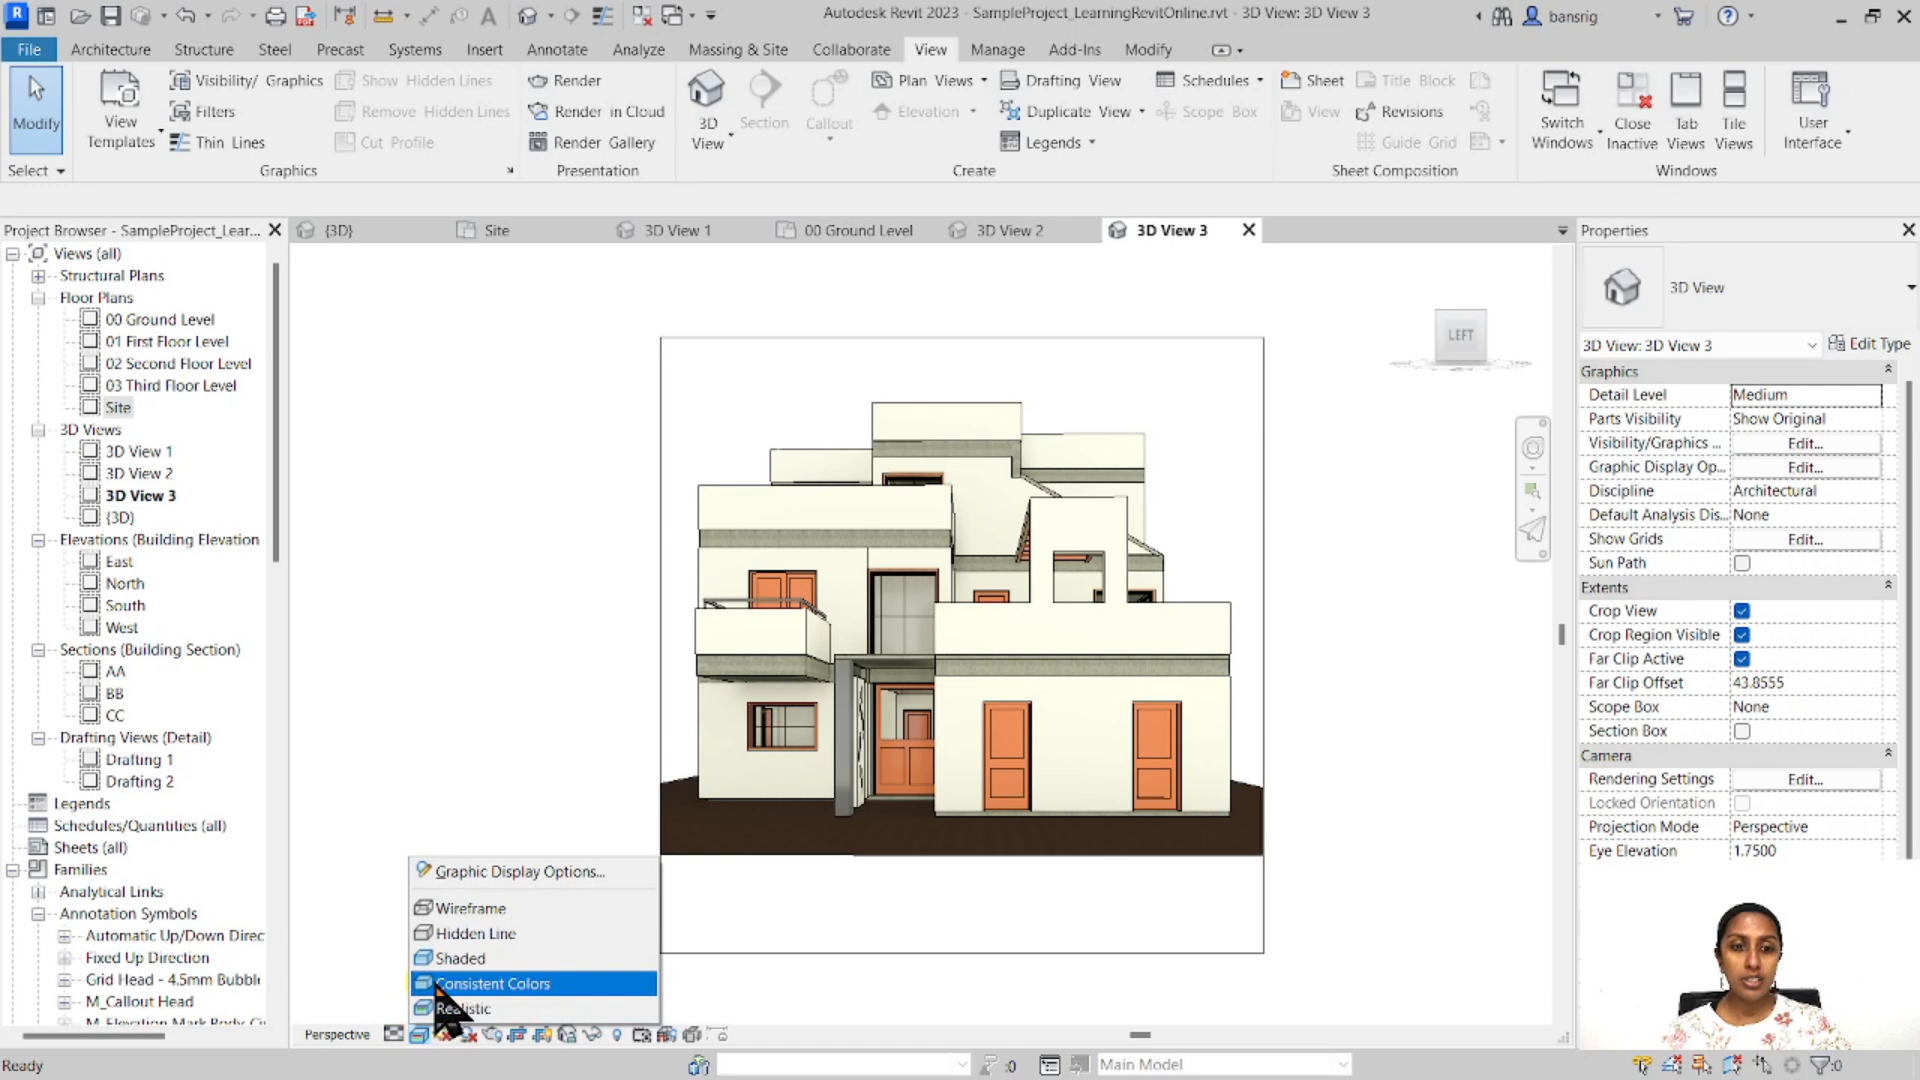 Autodesk Revit 2023 - SampleProject_LearningRevitOnline.rvt - 3D View: 3D View 3
bansrig
File Architecture Structure Steel Precast Systems Insert Annotate Analyze Massing & Site Collaborate View Manage Add-Ins Modify
Modify
Select
View Templates
Visibility/ Graphics
Filters
Thin Lines
Show Hidden Lines
Remove Hidden Lines
Cut Profile
Graphics
Render
Render in Cloud
Render Gallery
Presentation
3D View
Section
Callout
Plan Views
Elevation
Drafting View
Duplicate View
Legends
Schedules
Scope Box
Create
Sheet
View
Title Block
Revisions
Guide Grid
Sheet Composition
Switch Windows
Close Inactive
Tab Views
Tile Views
Windows
User Interface
Project Browser - SampleProject_Lear...
Views (all)
Structural Plans
Floor Plans
00 Ground Level
01 First Floor Level
02 Second Floor Level
03 Third Floor Level
Site
3D Views
3D View 1
3D View 2
3D View 3
{3D}
Elevations (Building Elevation
East
North
South
West
Sections (Building Section)
AA
BB
CC
Drafting Views (Detail)
Drafting 1
Drafting 2
Legends
Schedules/Quantities (all)
Sheets (all)
Families
Analytical Links
Annotation Symbols
Automatic Up/Down Direc
Fixed Up Direction
Grid Head - 4.5mm Bubbl
M_Callout Head
{3D} Site 3D View 1 00 Ground Level 3D View 2 3D View 3
LEFT
Graphic Display Options...
Wireframe
Hidden Line
Shaded
Consistent Colors
Realistic
Perspective
Properties
3D View
3D View: 3D View 3
Edit Type
Graphics
Detail Level Medium
Parts Visibility Show Original
Visibility/Graphics ... Edit...
Graphic Display Op... Edit...
Discipline Architectural
Default Analysis Dis... None
Show Grids Edit...
Sun Path
Extents
Crop View
Crop Region Visible
Far Clip Active
Far Clip Offset 43.8555
Scope Box None
Section Box
Camera
Rendering Settings Edit...
Locked Orientation
Projection Mode Perspective
Eye Elevation 1.7500
Ready
:0
Main Model
:0